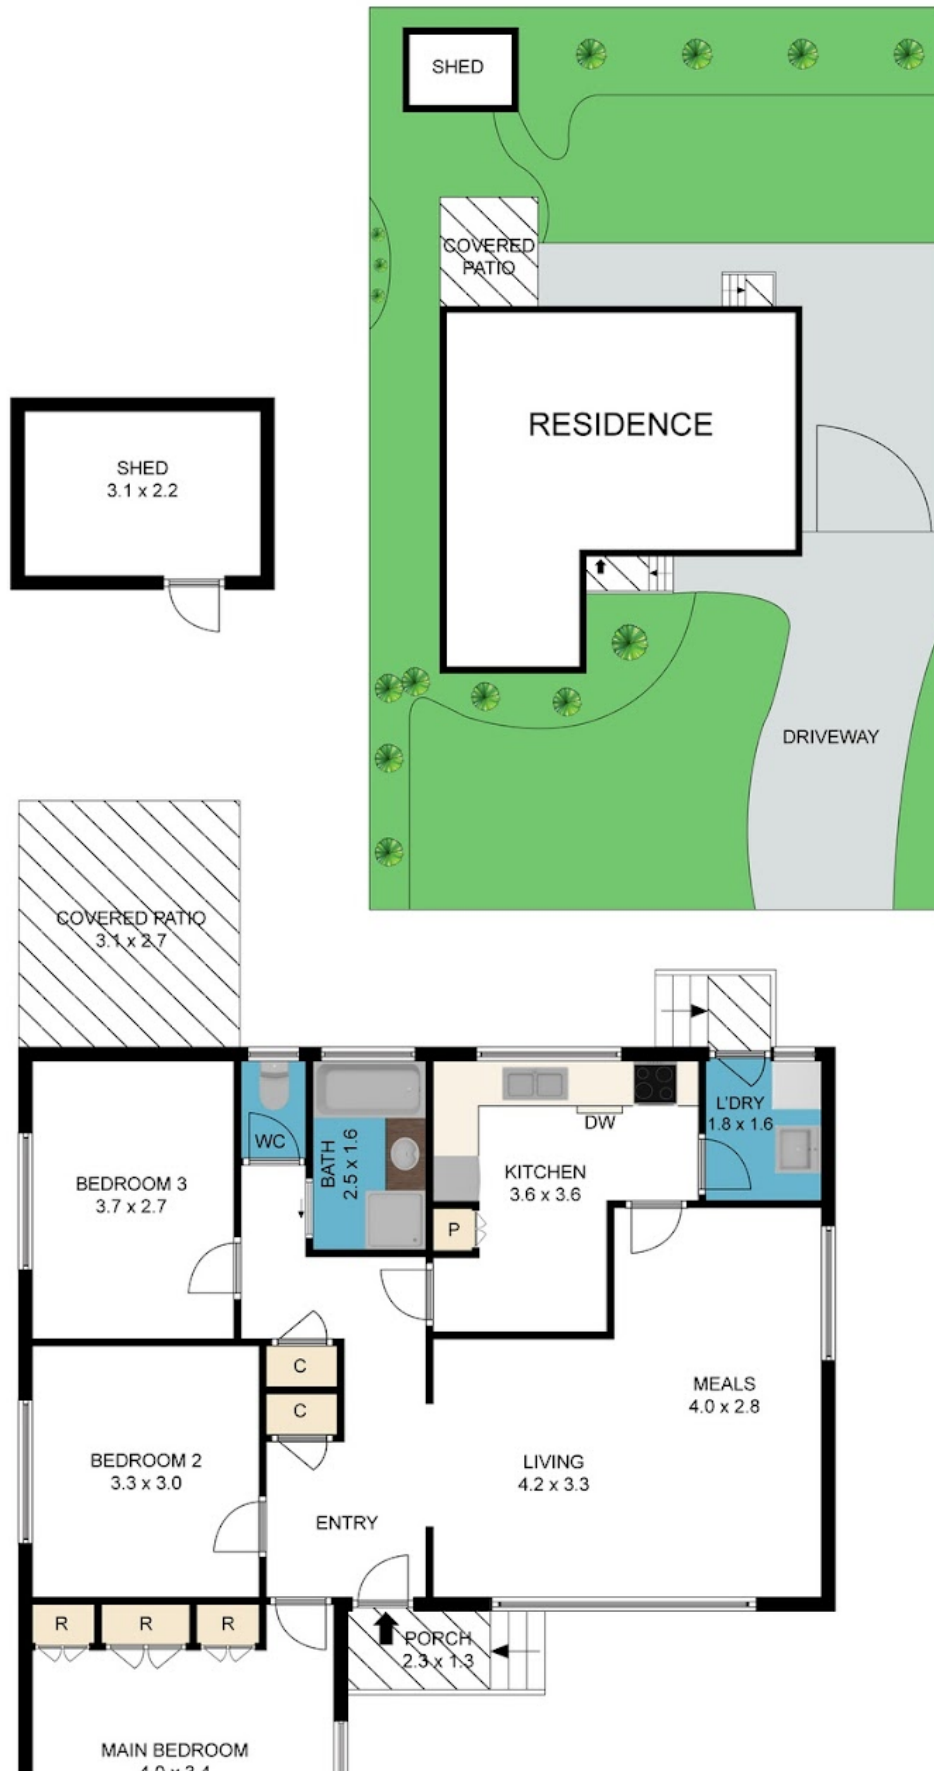 SHED
COVERED
PATIO
RESIDENCE
SHED
3.1 x 2.2
DRIVEWAY
COVERED PATIO
3.1 x 2.7
WC
BATH
2.5 x 1.6
DW
L'DRY
1.8 x 1.6
BEDROOM 3
3.7 x 2.7
KITCHEN
3.6 x 3.6
P
C
C
MEALS
4.0 x 2.8
BEDROOM 2
3.3 x 3.0
LIVING
4.2 x 3.3
ENTRY
R
R
R
PORCH
2.3 x 1.3
MAIN BEDROOM